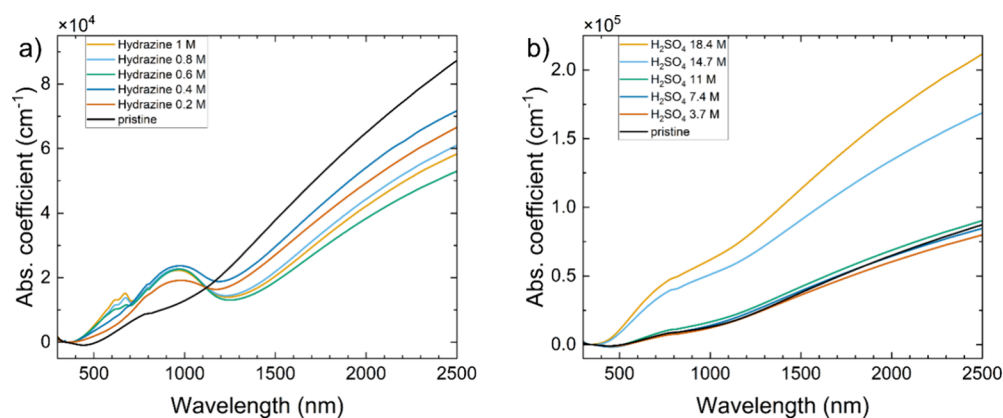 a)
×10⁴
Abs. coefficient (cm⁻¹)
8
6
4
2
0
Hydrazine 1 M
Hydrazine 0.8 M
Hydrazine 0.6 M
Hydrazine 0.4 M
Hydrazine 0.2 M
pristine
500 1000 1500 2000 2500
Wavelength (nm)
b)
×10⁵
Abs. coefficient (cm⁻¹)
2.0
1.5
1.0
0.5
0.0
H₂SO₄ 18.4 M
H₂SO₄ 14.7 M
H₂SO₄ 11 M
H₂SO₄ 7.4 M
H₂SO₄ 3.7 M
pristine
500 1000 1500 2000 2500
Wavelength (nm)